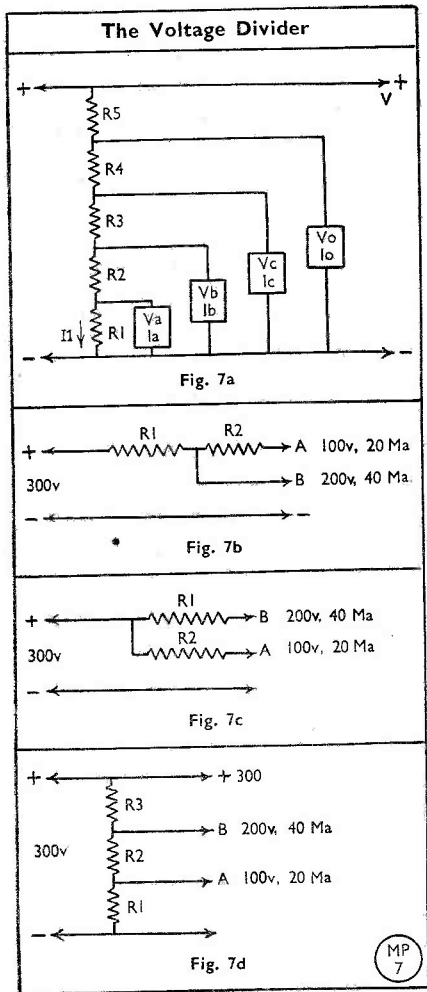 The Voltage Divider
+ +
V
R5
R4
R3
R2
R1
I1
Va
Ia
Vb
Ib
Vc
Ic
Vo
Io
- -
Fig. 7a
R1 R2
+ A 100v, 20 Ma
300v B 200v, 40 Ma
- -
Fig. 7b
R1
+ B 200v, 40 Ma
R2
300v A 100v, 20 Ma
-
Fig. 7c
+ + 300
R3
B 200v, 40 Ma
300v R2
A 100v, 20 Ma
R1
-
Fig. 7d
MP
7